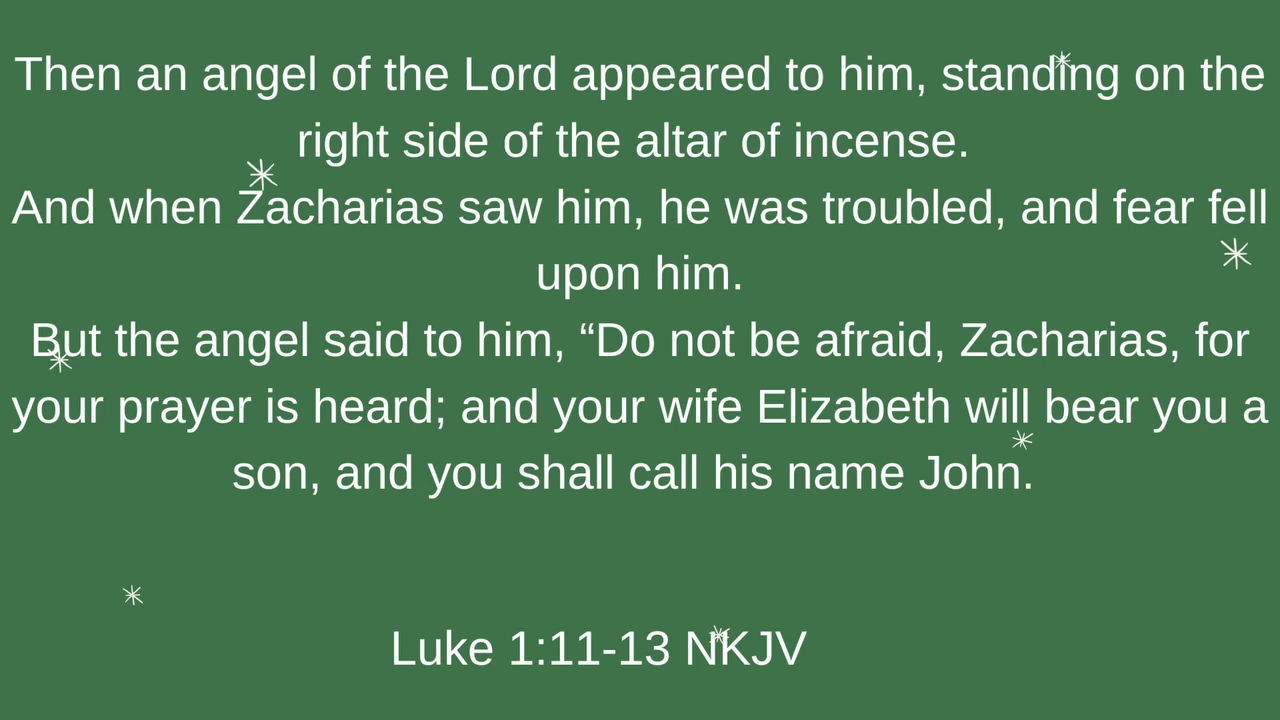 Then an angel of the Lord appeared to him, standing on the
right side of the altar of incense.
And when Zacharias saw him, he was troubled, and fear fell
upon him.
But the angel said to him, “Do not be afraid, Zacharias, for
your prayer is heard; and your wife Elizabeth will bear you a
son, and you shall call his name John.
Luke 1:11-13 NKJV